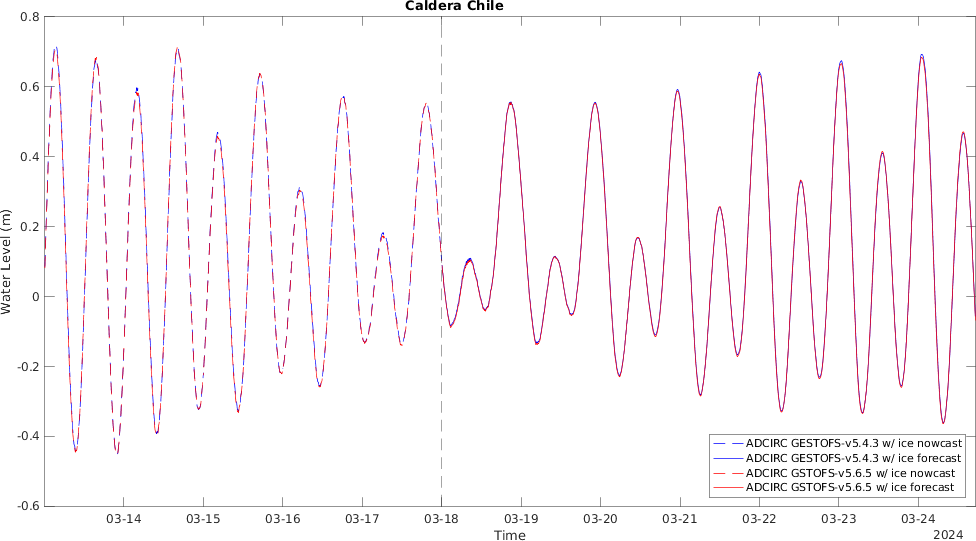 Caldera Chile
0.8
0.6
0.4
0.2
0
-0.2
-0.4
-0.6
Water Level (m)
03-14 03-15 03-16 03-17 03-18 03-19 03-20 03-21 03-22 03-23 03-24
Time
2024
ADCIRC GESTOFS-v5.4.3 w/ ice nowcast
ADCIRC GESTOFS-v5.4.3 w/ ice forecast
ADCIRC GSTOFS-v5.6.5 w/ ice nowcast
ADCIRC GSTOFS-v5.6.5 w/ ice forecast